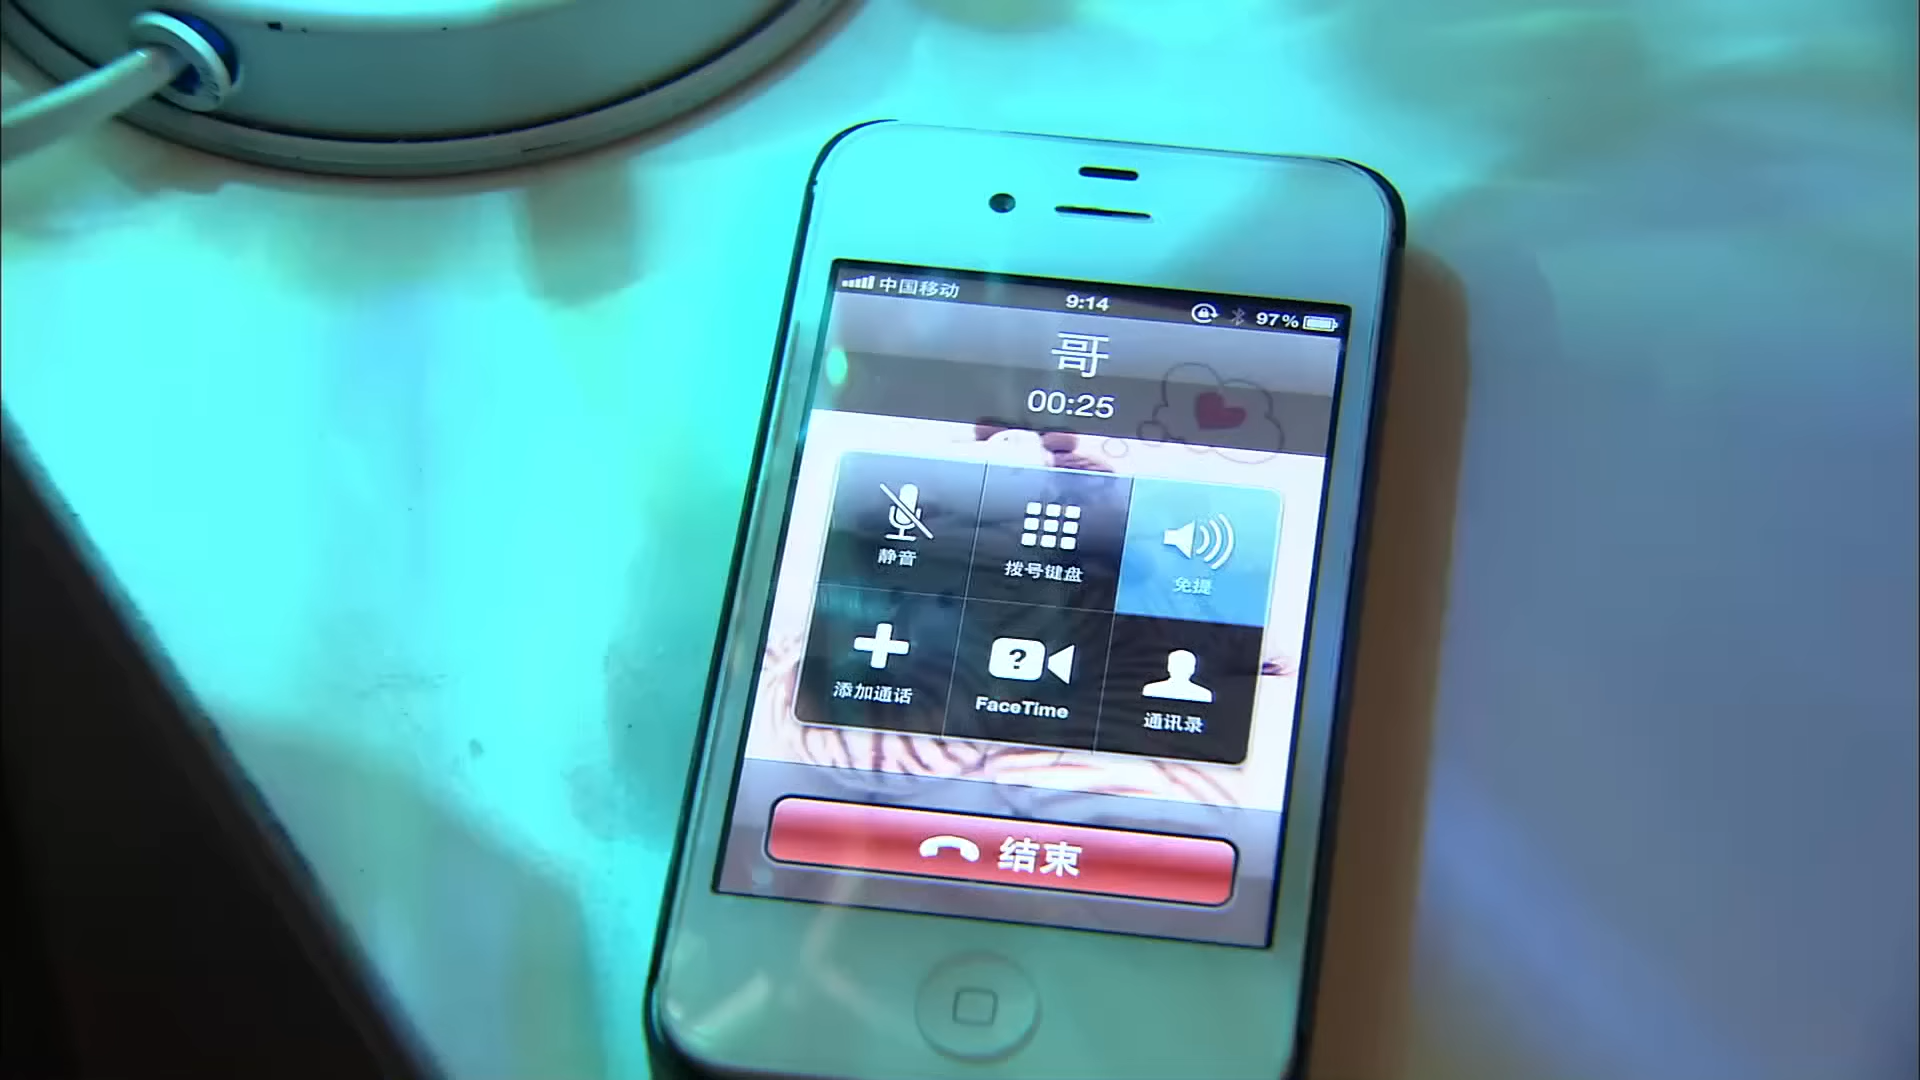 中国移动 9:14 97%
哥
00:25
静音 拨号键盘 免提
添加通话 FaceTime 通讯录
结束